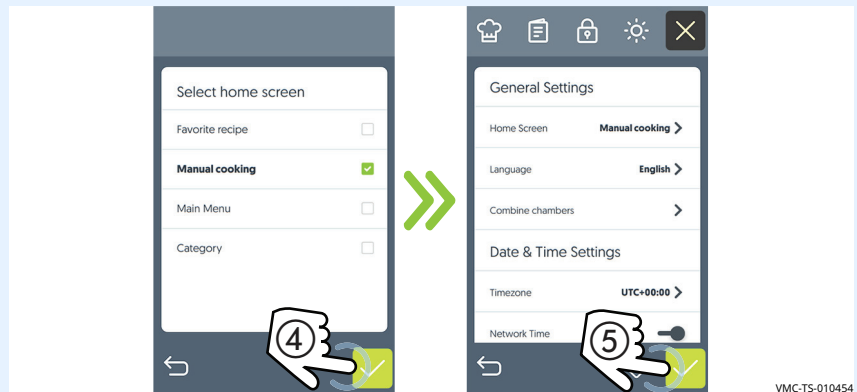 Select home screen
Favorite recipe
Manual cooking
Main Menu
Category
4
General Settings
Home Screen Manual cooking
Language English
Combine chambers
Date & Time Settings
Timezone UTC+00:00
Network Time
5
VMC-TS-010454